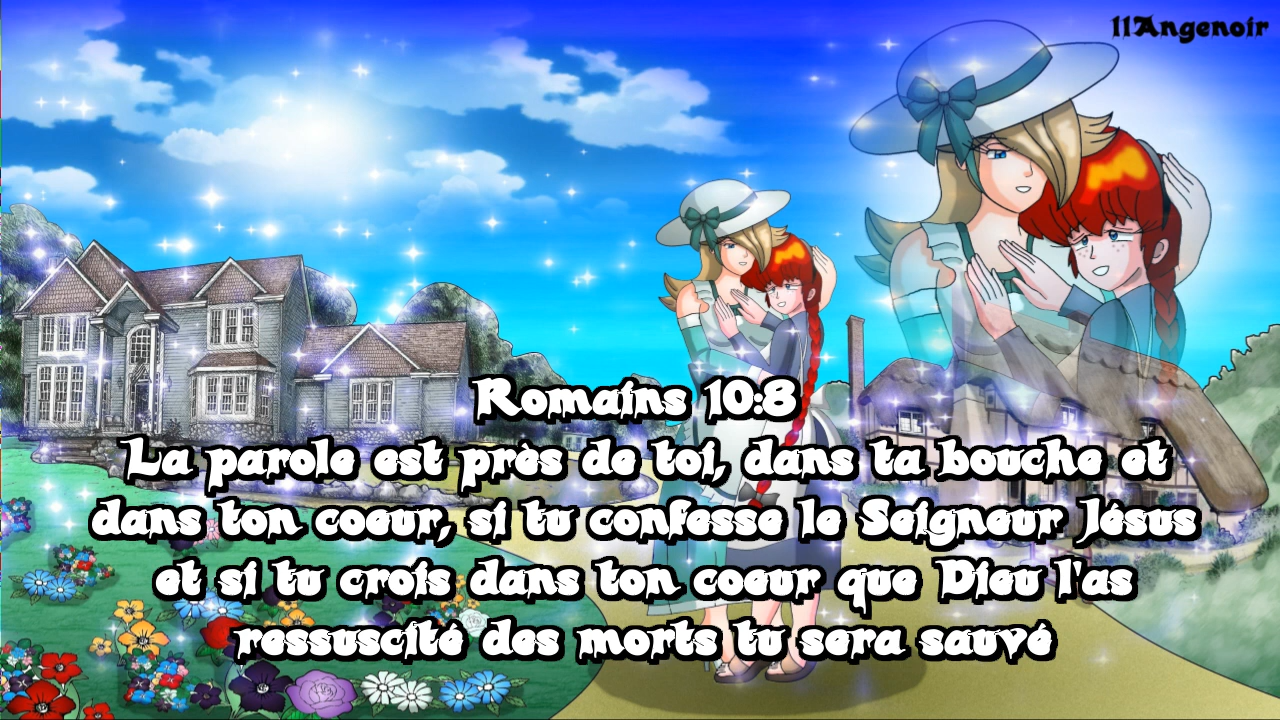 11Angenoir
Romains 10:8
La parole est près de toi, dans ta bouche et
dans ton coeur, si tu confesse le Seigneur Jésus
et si tu crois dans ton coeur que Dieu l'as
ressuscité des morts tu sera sauvé